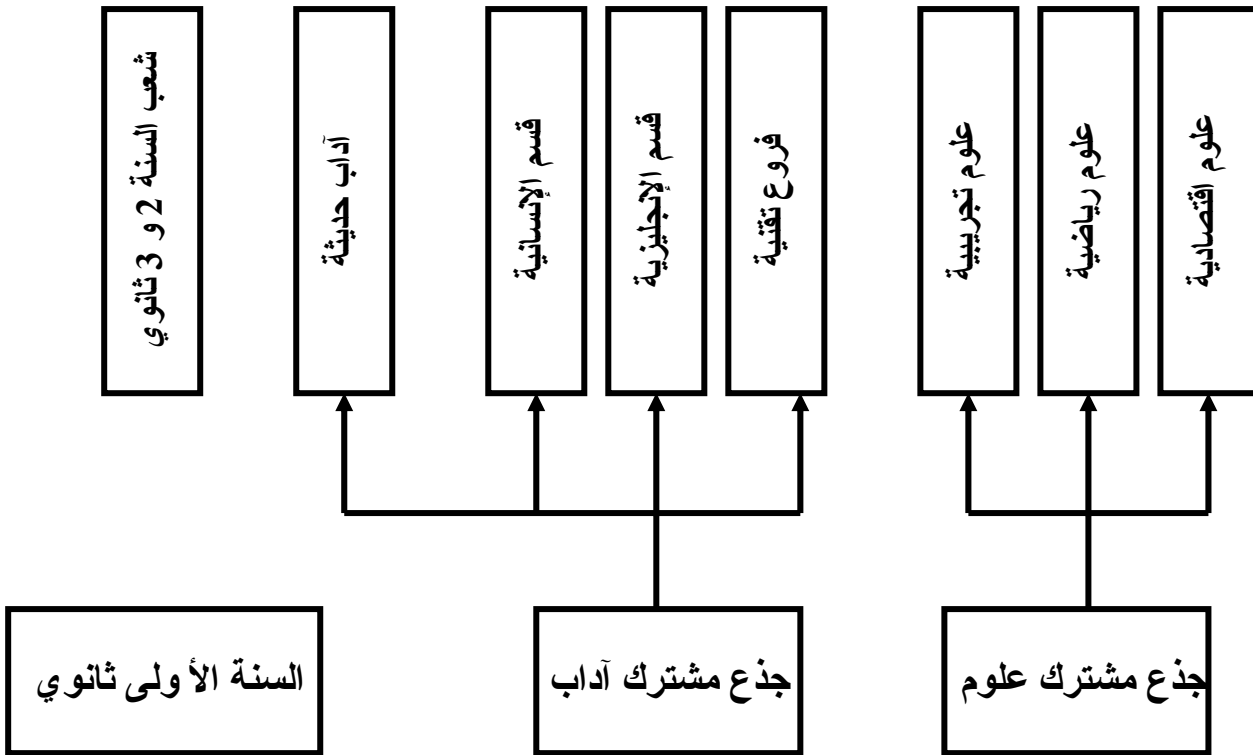 علوم اقتصادية
علوم رياضية
علوم تجريبية
فروع تقنية
قسم الإنجليزية
قسم الإنسانية
آداب حديثة
شعب السنة 2 و 3 ثانوي
جذع مشترك علوم
جذع مشترك آداب
السنة الأولى ثانوي